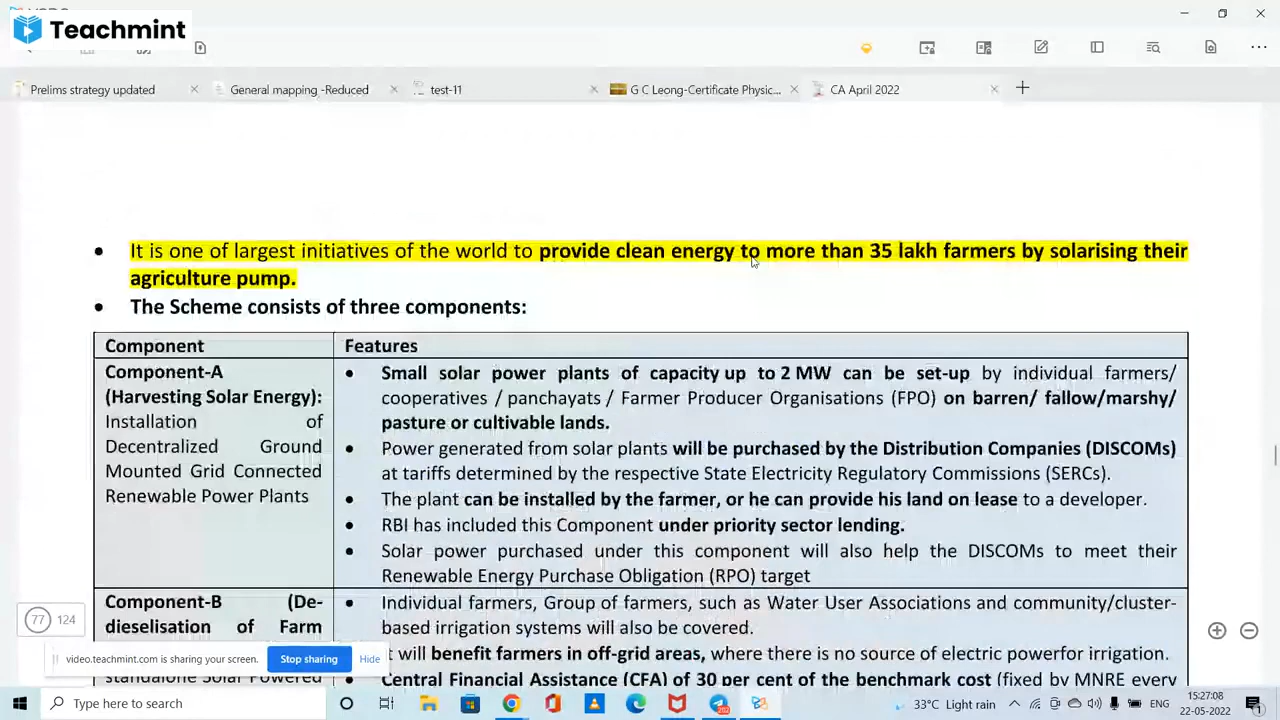 Teachmint
Prelims strategy updated
General mapping -Reduced
test-11
G C Leong-Certificate Physic...
CA April 2022
• It is one of largest initiatives of the world to provide clean energy to more than 35 lakh farmers by solarising their
agriculture pump.
• The Scheme consists of three components:
Component
Features
Component-A
(Harvesting Solar Energy):
Installation of
Decentralized Ground
Mounted Grid Connected
Renewable Power Plants
• Small solar power plants of capacity up to 2 MW can be set-up by individual farmers/
cooperatives / panchayats / Farmer Producer Organisations (FPO) on barren/ fallow/marshy/
pasture or cultivable lands.
• Power generated from solar plants will be purchased by the Distribution Companies (DISCOMs)
at tariffs determined by the respective State Electricity Regulatory Commissions (SERCs).
• The plant can be installed by the farmer, or he can provide his land on lease to a developer.
• RBI has included this Component under priority sector lending.
• Solar power purchased under this component will also help the DISCOMs to meet their
Renewable Energy Purchase Obligation (RPO) target
Component-B (De-
dieselisation of Farm
standalone Solar Powered
• Individual farmers, Group of farmers, such as Water User Associations and community/cluster-
based irrigation systems will also be covered.
t will benefit farmers in off-grid areas, where there is no source of electric powerfor irrigation.
Central Financial Assistance (CFA) of 30 per cent of the benchmark cost (fixed by MNRE every
77 124
video.teachmint.com is sharing your screen.
Stop sharing
Hide
Type here to search
202
33°C Light rain
ENG
15:27:08
22-05-2022
1